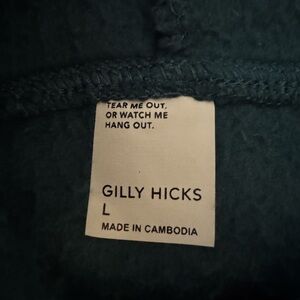 TEAR ME OUT,
OR WATCH ME
HANG OUT.
GILLY HICKS
L
MADE IN CAMBODIA